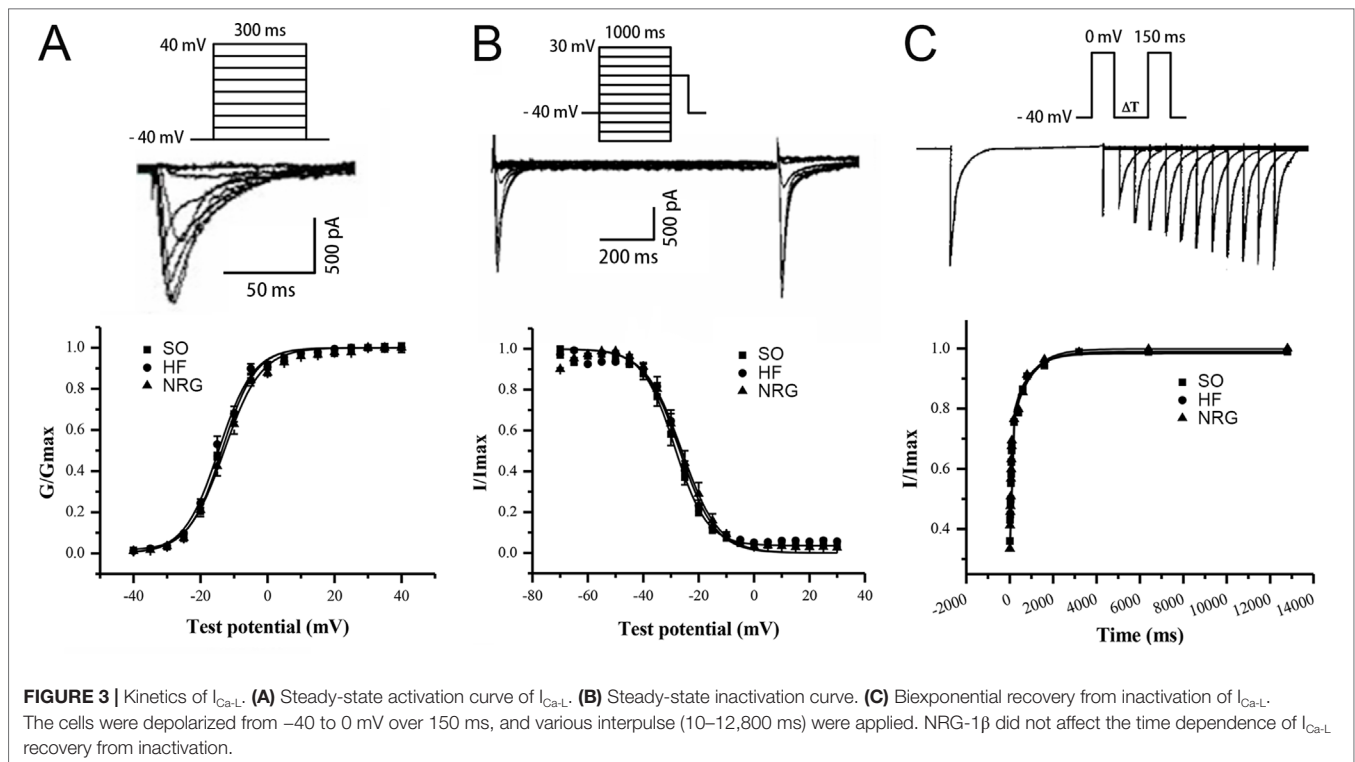 A
300 ms
40 mV
- 40 mV
500 pA
50 ms
1.0
0.8
0.6
0.4
0.2
0.0
G/Gmax
SO
HF
NRG
-40
-20
0
20
40
Test potential (mV)
B
1000 ms
30 mV
- 40 mV
500 pA
200 ms
1.0
0.8
0.6
0.4
0.2
0.0
I/Imax
SO
HF
NRG
-80
-60
-40
-20
0
20
40
Test potential (mV)
C
0 mV 150 ms
- 40 mV
ΔT
1.0
0.8
0.6
0.4
I/Imax
SO
HF
NRG
-2000
0
2000
4000
6000
8000
10000
12000
14000
Time (ms)
FIGURE 3 | Kinetics of I_Ca-L. (A) Steady-state activation curve of I_Ca-L. (B) Steady-state inactivation curve. (C) Biexponential recovery from inactivation of I_Ca-L.
The cells were depolarized from −40 to 0 mV over 150 ms, and various interpulse (10–12,800 ms) were applied. NRG-1β did not affect the time dependence of I_Ca-L
recovery from inactivation.